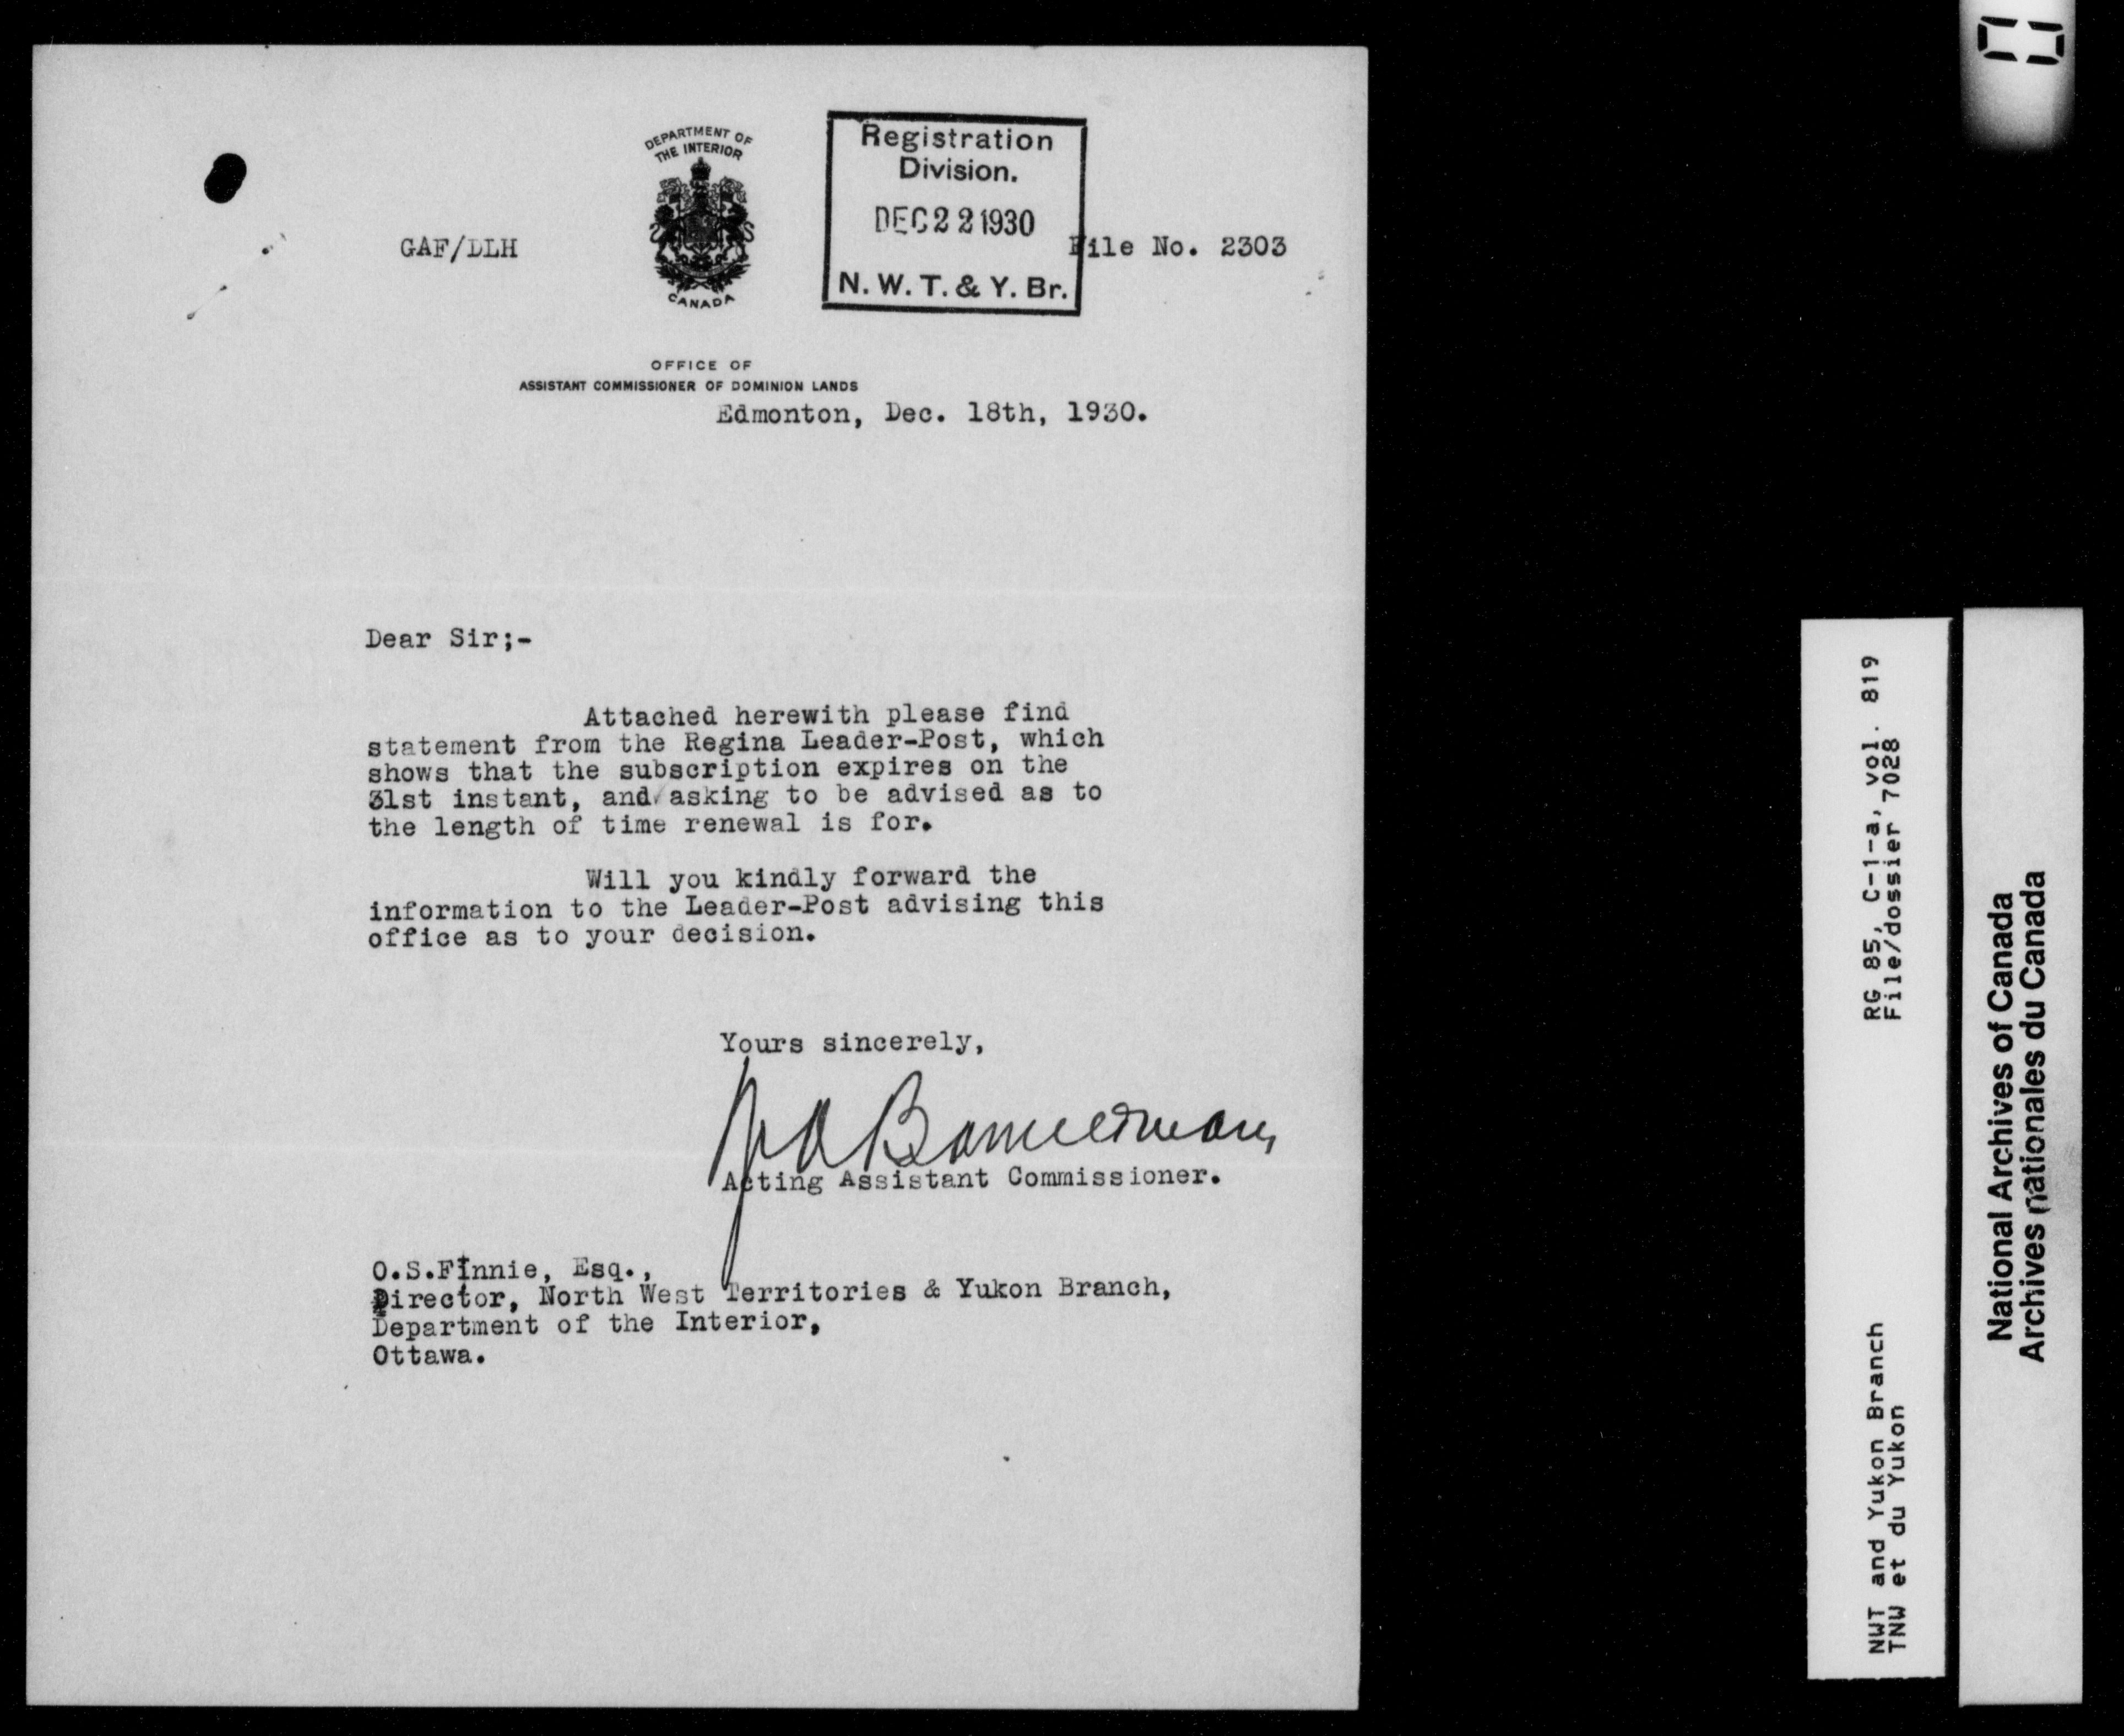 DEPARTMENT OF
THE INTERIOR
CANADA
Registration
Division.
DEC 22 1930
N. W. T. & Y. Br.
GAF/DLH
File No. 2303
OFFICE OF
ASSISTANT COMMISSIONER OF DOMINION LANDS
Edmonton, Dec. 18th, 1930.
Dear Sir;-
Attached herewith please find
statement from the Regina Leader-Post, which
shows that the subscription expires on the
31st instant, and asking to be advised as to
the length of time renewal is for.
Will you kindly forward the
information to the Leader-Post advising this
office as to your decision.
Yours sincerely,
Acting Assistant Commissioner.
O.S.Finnie, Esq.,
Director, North West Territories & Yukon Branch,
Department of the Interior,
Ottawa.
RG 85, C-1-a, vol. 819
File/dossier 7028
NWT and Yukon Branch
TNW et du Yukon
National Archives of Canada
Archives nationales du Canada